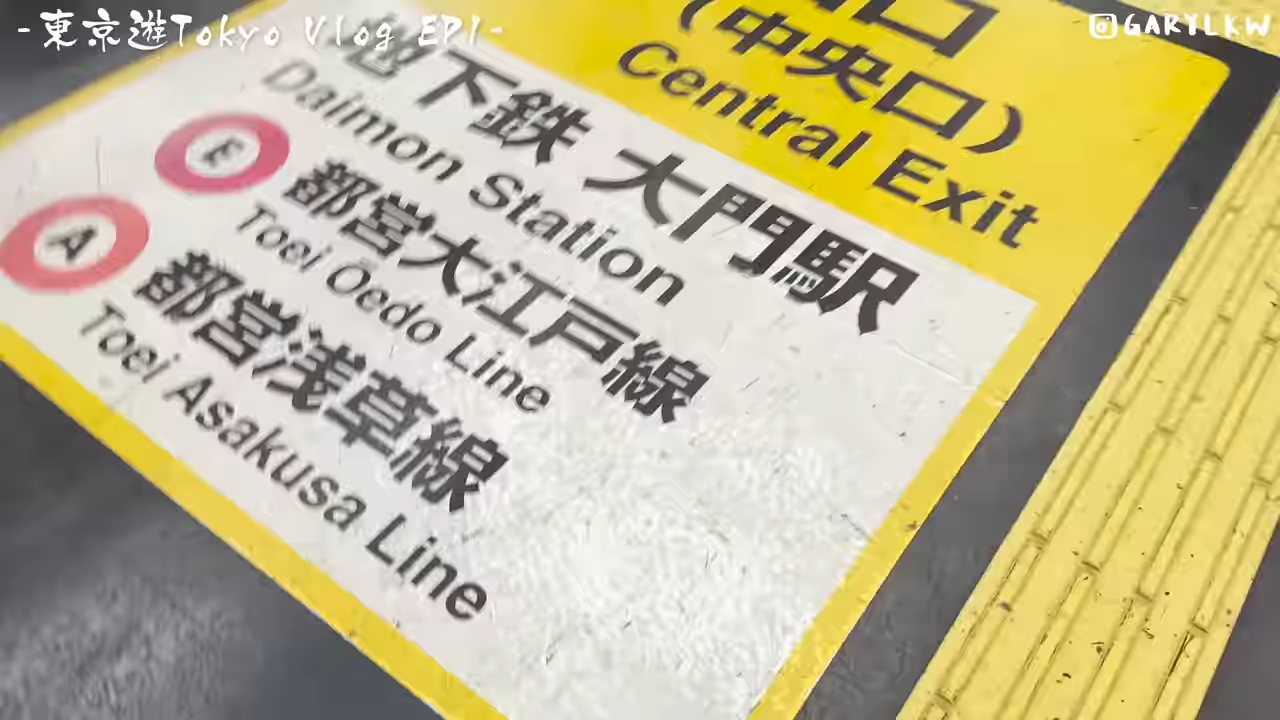 -東京遊Tokyo Vlog EP1-
@GARYLKW
口
(中央口)
Central Exit
地下鉄 大門駅
Daimon Station
E 都営大江戸線
Toei Oedo Line
A 都営浅草線
Toei Asakusa Line